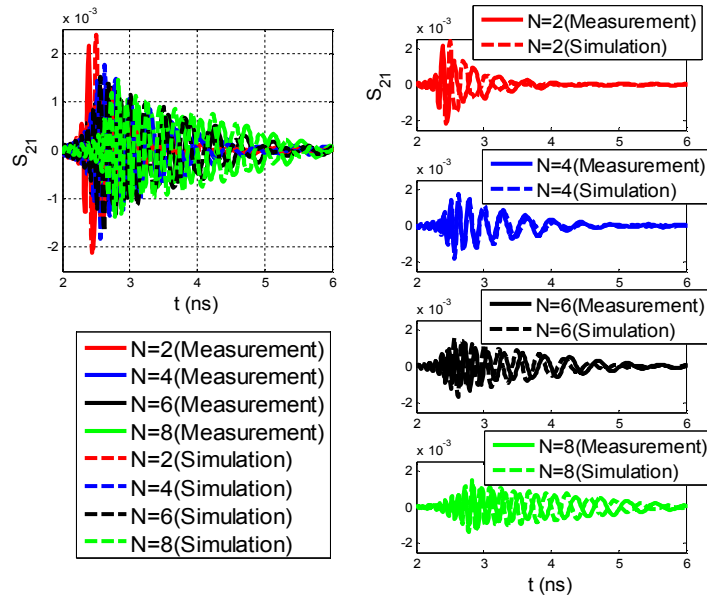 x 10⁻³
2
1
0
-1
-2
S₂₁
2 3 4 5 6
t (ns)
N=2(Measurement)
N=4(Measurement)
N=6(Measurement)
N=8(Measurement)
N=2(Simulation)
N=4(Simulation)
N=6(Simulation)
N=8(Simulation)
x 10⁻³
N=2(Measurement)
N=2(Simulation)
2
0
-2
S₂₁
2 3 4 5 6
x 10⁻³
N=4(Measurement)
N=4(Simulation)
2
0
-2
2 3 4 5 6
x 10⁻³
N=6(Measurement)
N=6(Simulation)
2
0
-2
2 3 4 5 6
x 10⁻³
N=8(Measurement)
N=8(Simulation)
2
0
-2
2 3 4 5 6
t (ns)